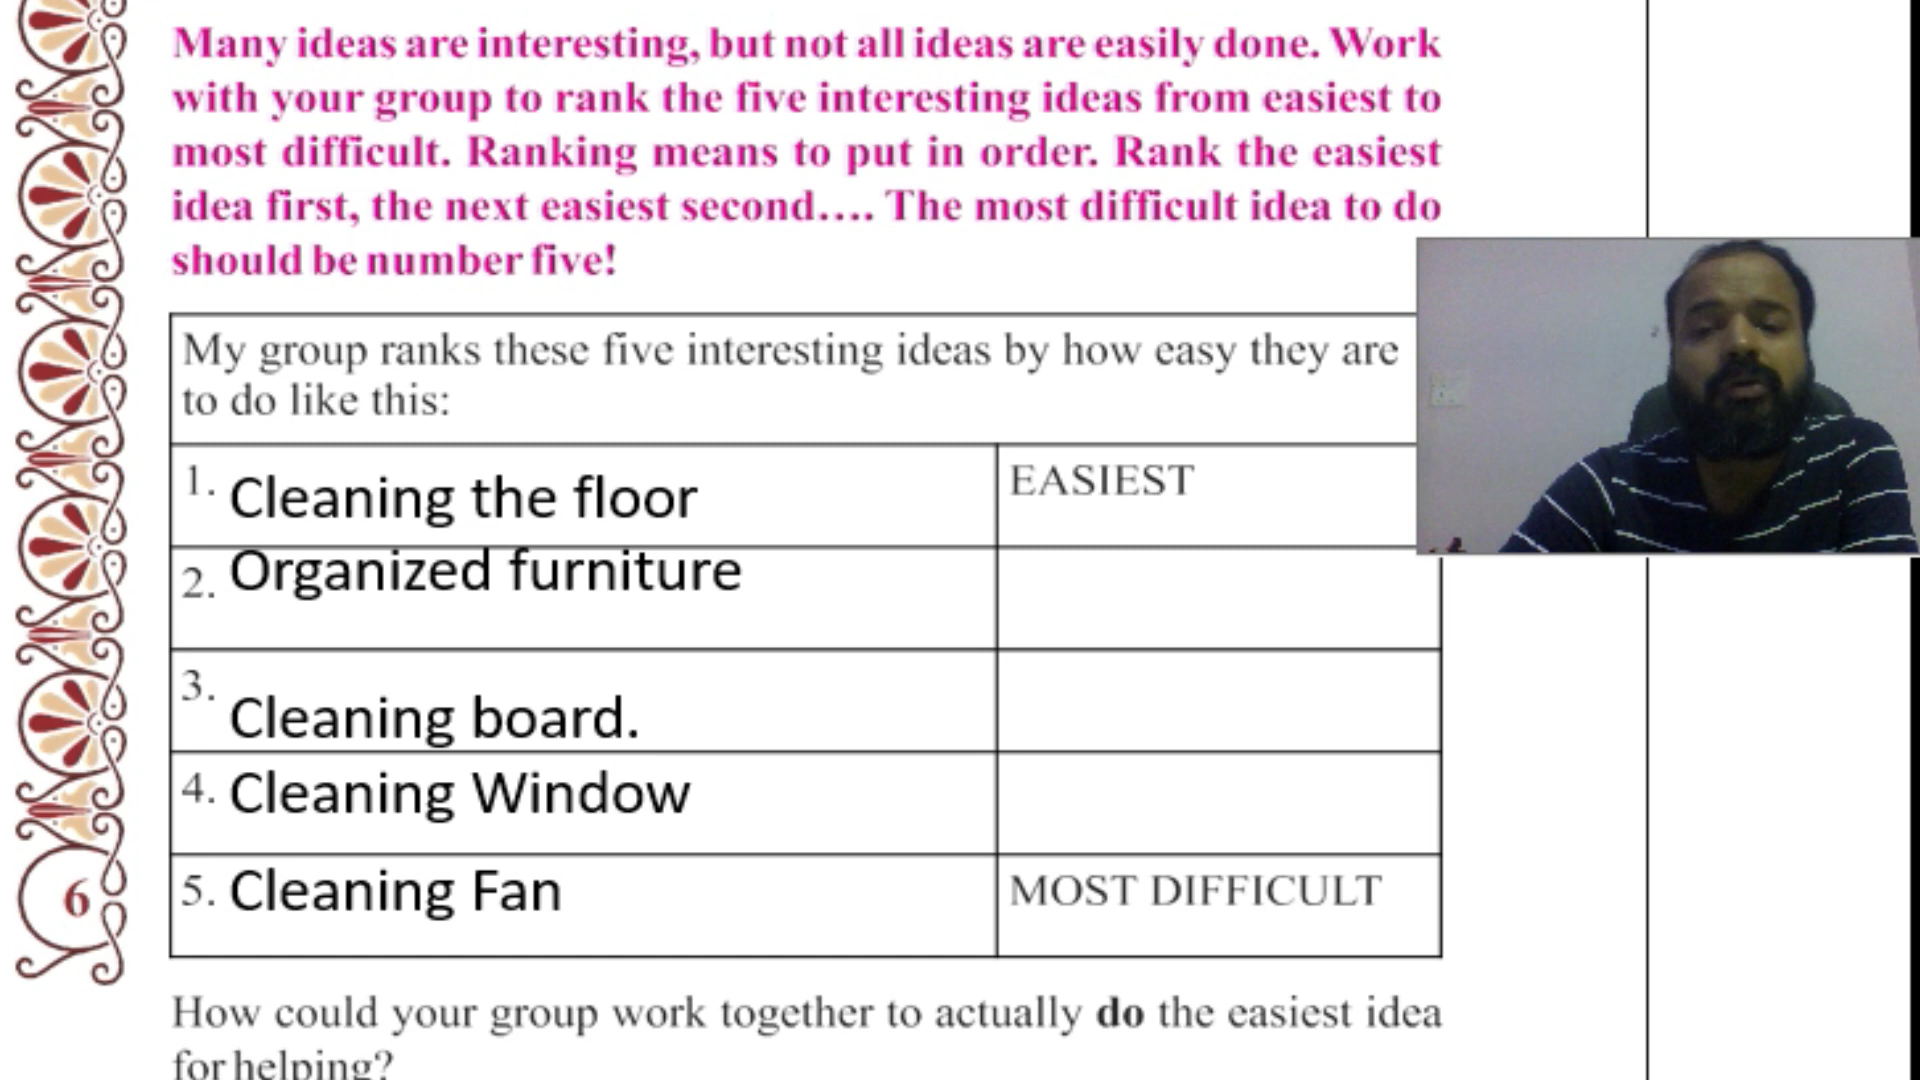 Many ideas are interesting, but not all ideas are easily done. Work
with your group to rank the five interesting ideas from easiest to
most difficult. Ranking means to put in order. Rank the easiest
idea first, the next easiest second.... The most difficult idea to do
should be number five!
My group ranks these five interesting ideas by how easy they are
to do like this:
1. Cleaning the floor
EASIEST
2. Organized furniture
3. Cleaning board.
4. Cleaning Window
5. Cleaning Fan
MOST DIFFICULT
6
How could your group work together to actually do the easiest idea
for helping?